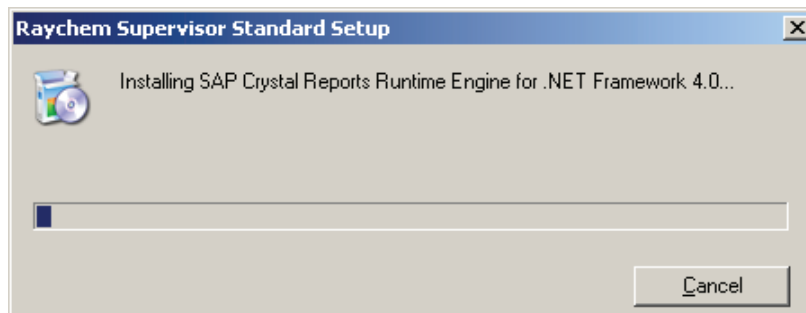 Raychem Supervisor Standard Setup
Installing SAP Crystal Reports Runtime Engine for .NET Framework 4.0...
Cancel